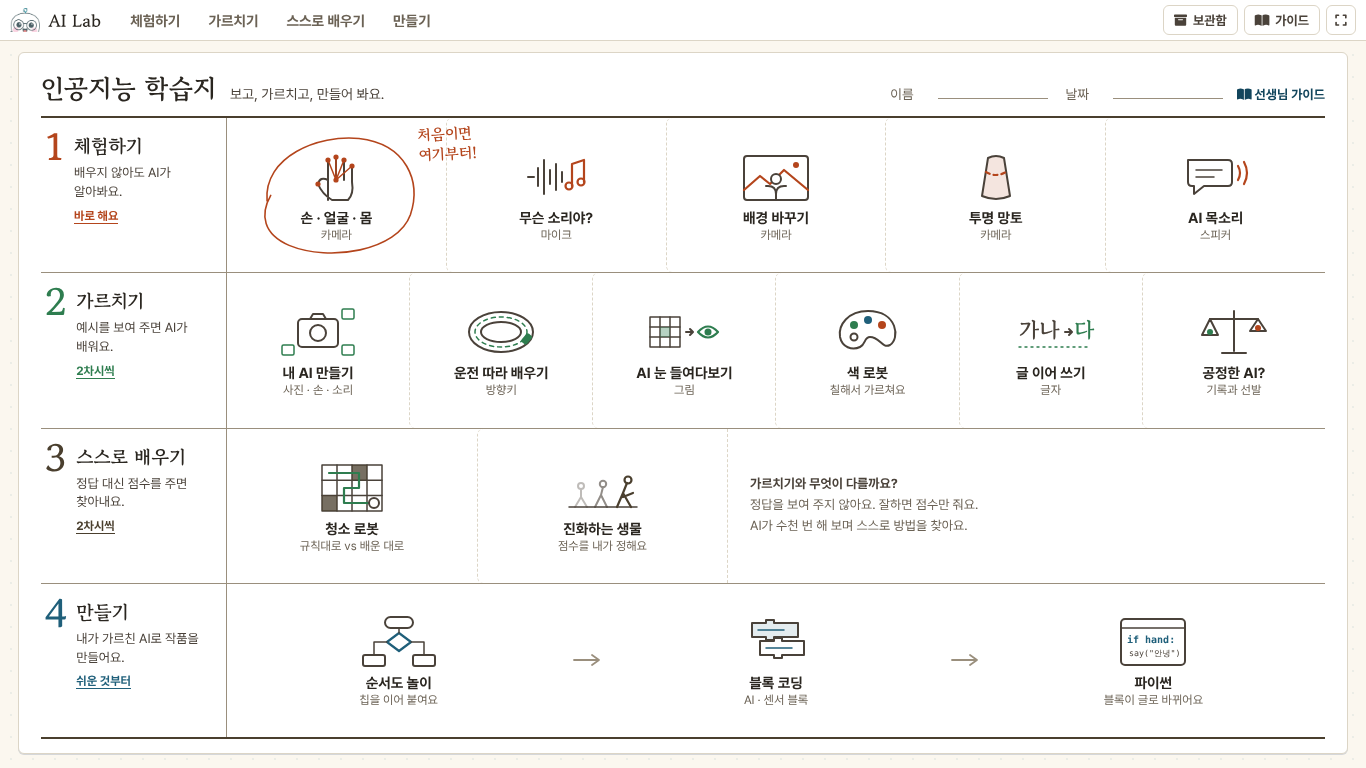 AI Lab 체험하기 가르치기 스스로 배우기 만들기 보관함 가이드
인공지능 학습지 보고, 가르치고, 만들어 봐요. 이름 날짜 선생님 가이드
1 체험하기
배우지 않아도 AI가
알아봐요.
바로 해요
처음이면
여기부터!
손 · 얼굴 · 몸
카메라
무슨 소리야?
마이크
배경 바꾸기
카메라
투명 망토
카메라
AI 목소리
스피커
2 가르치기
예시를 보여 주면 AI가
배워요.
2차시씩
내 AI 만들기
사진 · 손 · 소리
운전 따라 배우기
방향키
AI 눈 들여다보기
그림
색 로봇
칠해서 가르쳐요
가나 → 다
글 이어 쓰기
글자
공정한 AI?
기록과 선발
3 스스로 배우기
정답 대신 점수를 주면
찾아내요.
2차시씩
청소 로봇
규칙대로 vs 배운 대로
진화하는 생물
점수를 내가 정해요
가르치기와 무엇이 다를까요?
정답을 보여 주지 않아요. 잘하면 점수만 줘요.
AI가 수천 번 해 보며 스스로 방법을 찾아요.
4 만들기
내가 가르친 AI로 작품을
만들어요.
쉬운 것부터
순서도 놀이
칩을 이어 붙여요
블록 코딩
AI · 센서 블록
if hand:
say("안녕")
파이썬
블록이 글로 바뀌어요